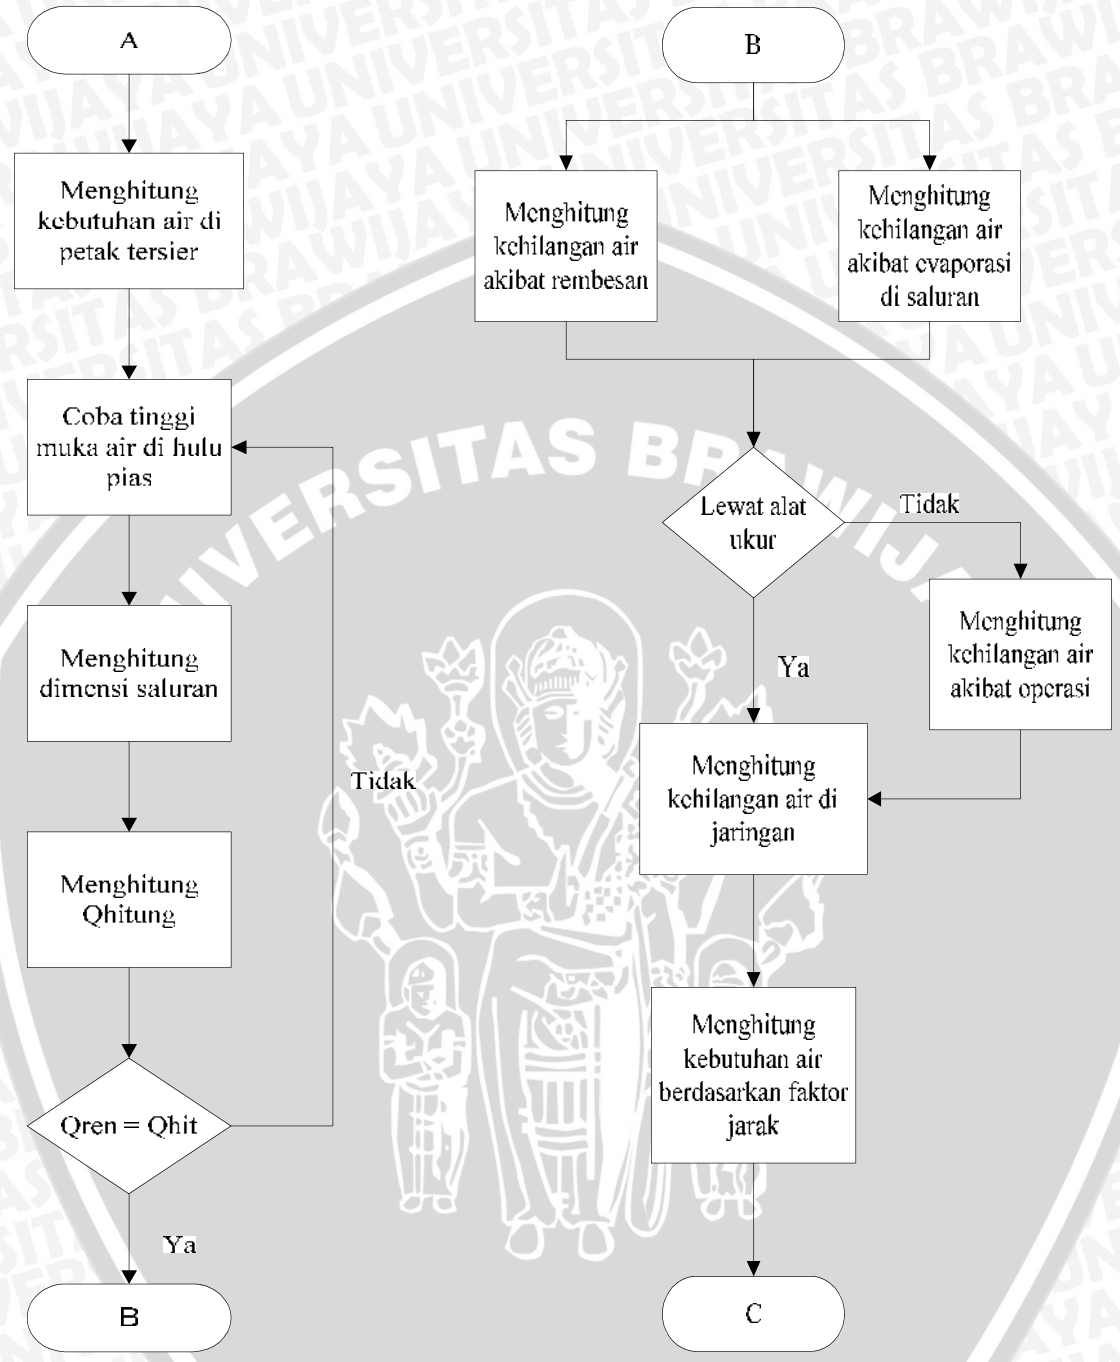 A
Menghitung
kebutuhan air di
petak tersier
Coba tinggi
muka air di hulu
pias
Menghitung
dimensi saluran
Menghitung
Qhitung
Tidak
Qren = Qhit
Ya
B
B
Menghitung
kehilangan air
akibat rembesan
Menghitung
kehilangan air
akibat evaporasi
di saluran
Lewat alat
ukur
Tidak
Menghitung
kehilangan air
akibat operasi
Ya
Menghitung
kehilangan air di
jaringan
Menghitung
kebutuhan air
berdasarkan faktor
jarak
C